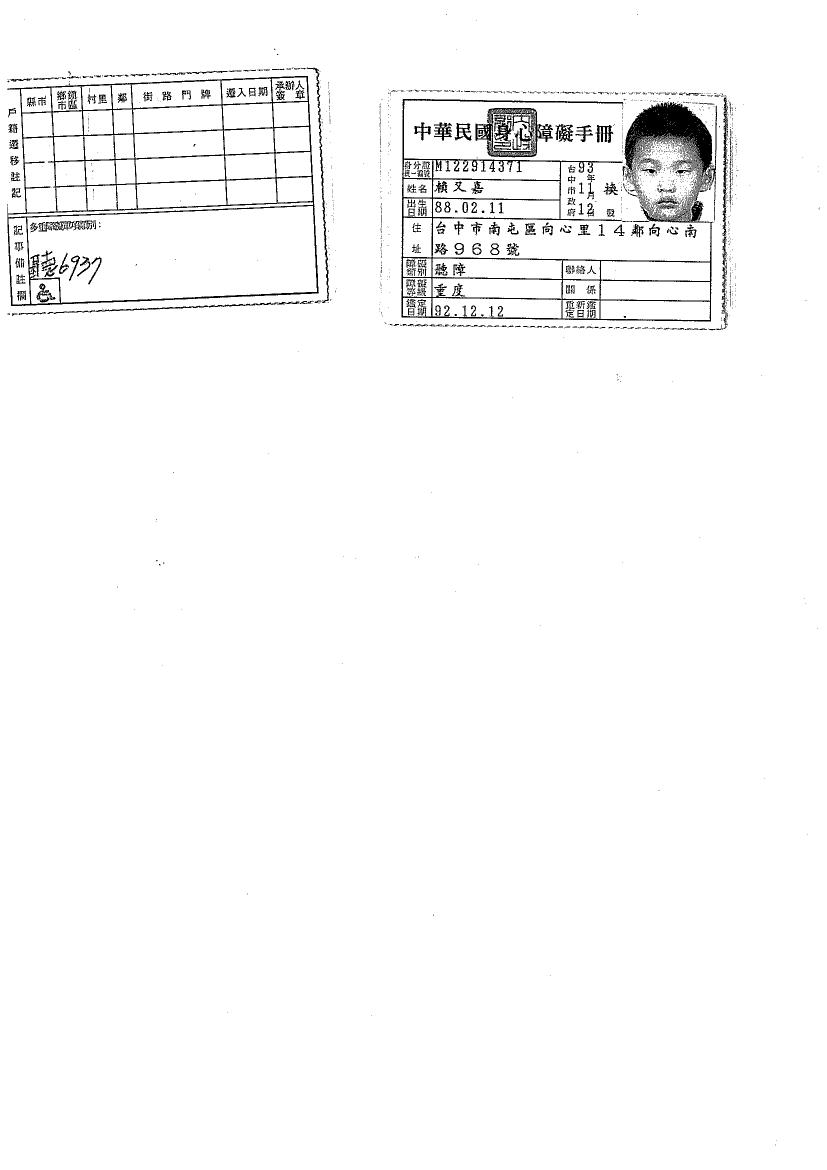 戶籍遷移註記
縣市 鄉鎮市區 村里 鄰 街路門牌 遷入日期 承辦人簽章
記事備註欄
聽6937
中華民國身心障礙手冊
身分證統一編號 M122914371
姓名 賴又嘉
出生日期 88.02.11
台中市政府 93年11月12日 換發
住址 台中市南屯區向心里14鄰向心南
路968號
障礙類別 聽障 聯絡人
障礙等級 重度 關係
鑑定日期 92.12.12 重新鑑定日期